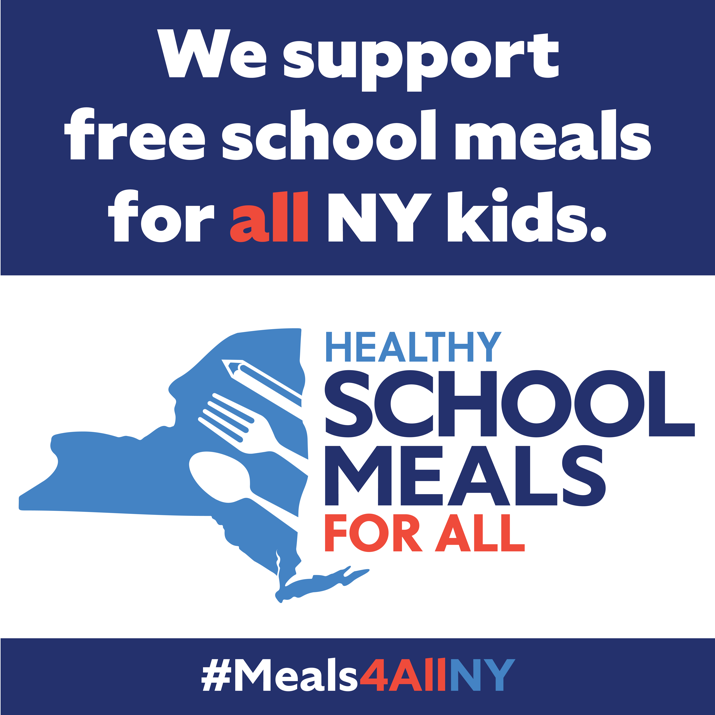 We support
free school meals
for all NY kids.
HEALTHY
SCHOOL
MEALS
FOR ALL
#Meals4AllNY